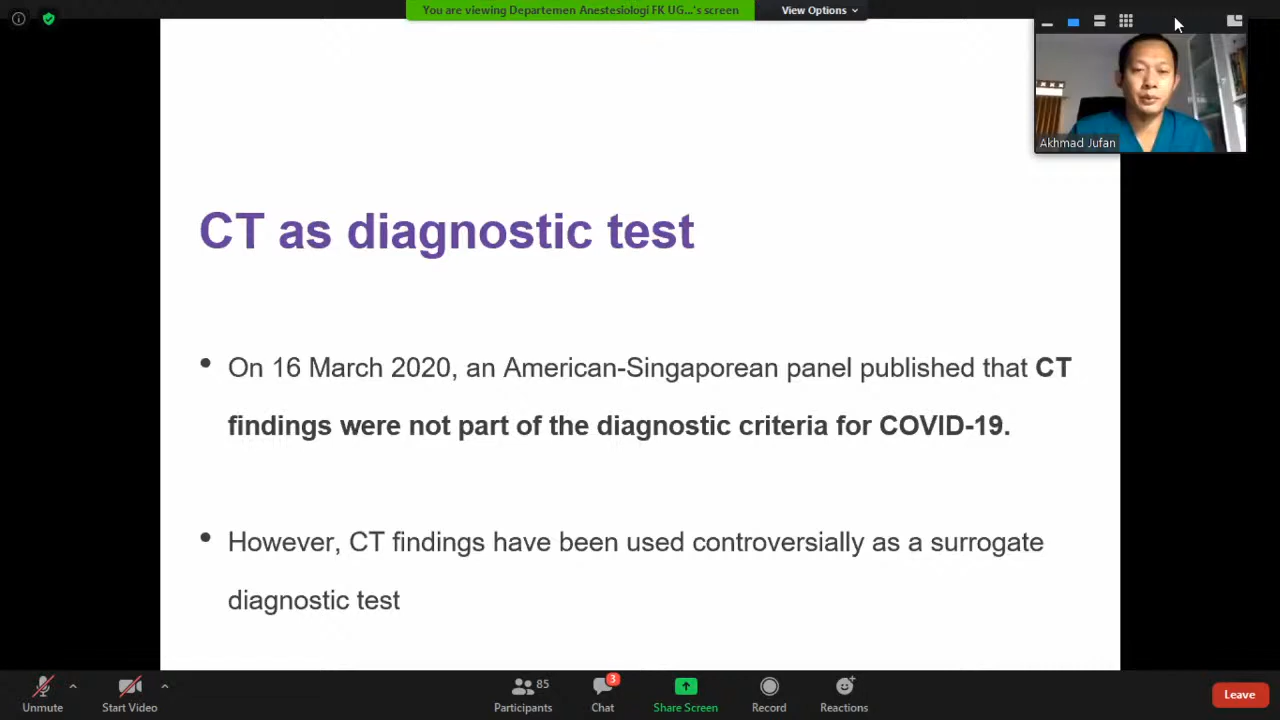 You are viewing Departemen Anestesiologi FK UG...'s screen
View Options
Akhmad Jufan
CT as diagnostic test
• On 16 March 2020, an American-Singaporean panel published that CT
findings were not part of the diagnostic criteria for COVID-19.
• However, CT findings have been used controversially as a surrogate
diagnostic test
Unmute
Start Video
85
Participants
3
Chat
Share Screen
Record
Reactions
Leave